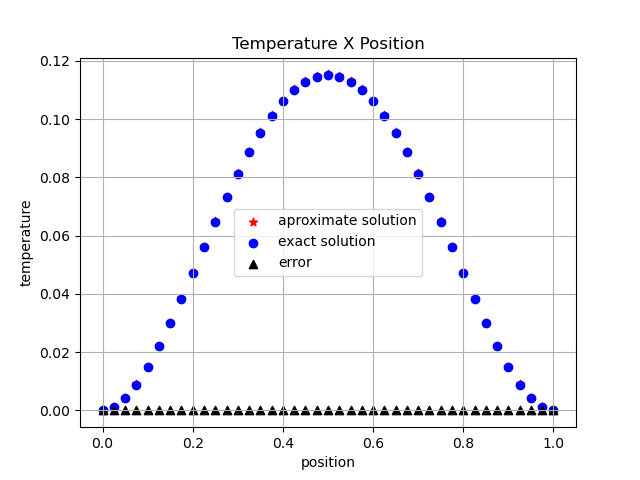 Temperature X Position
0.12
0.10
0.08
0.06
0.04
0.02
0.00
temperature
aproximate solution
exact solution
error
0.0 0.2 0.4 0.6 0.8 1.0
position